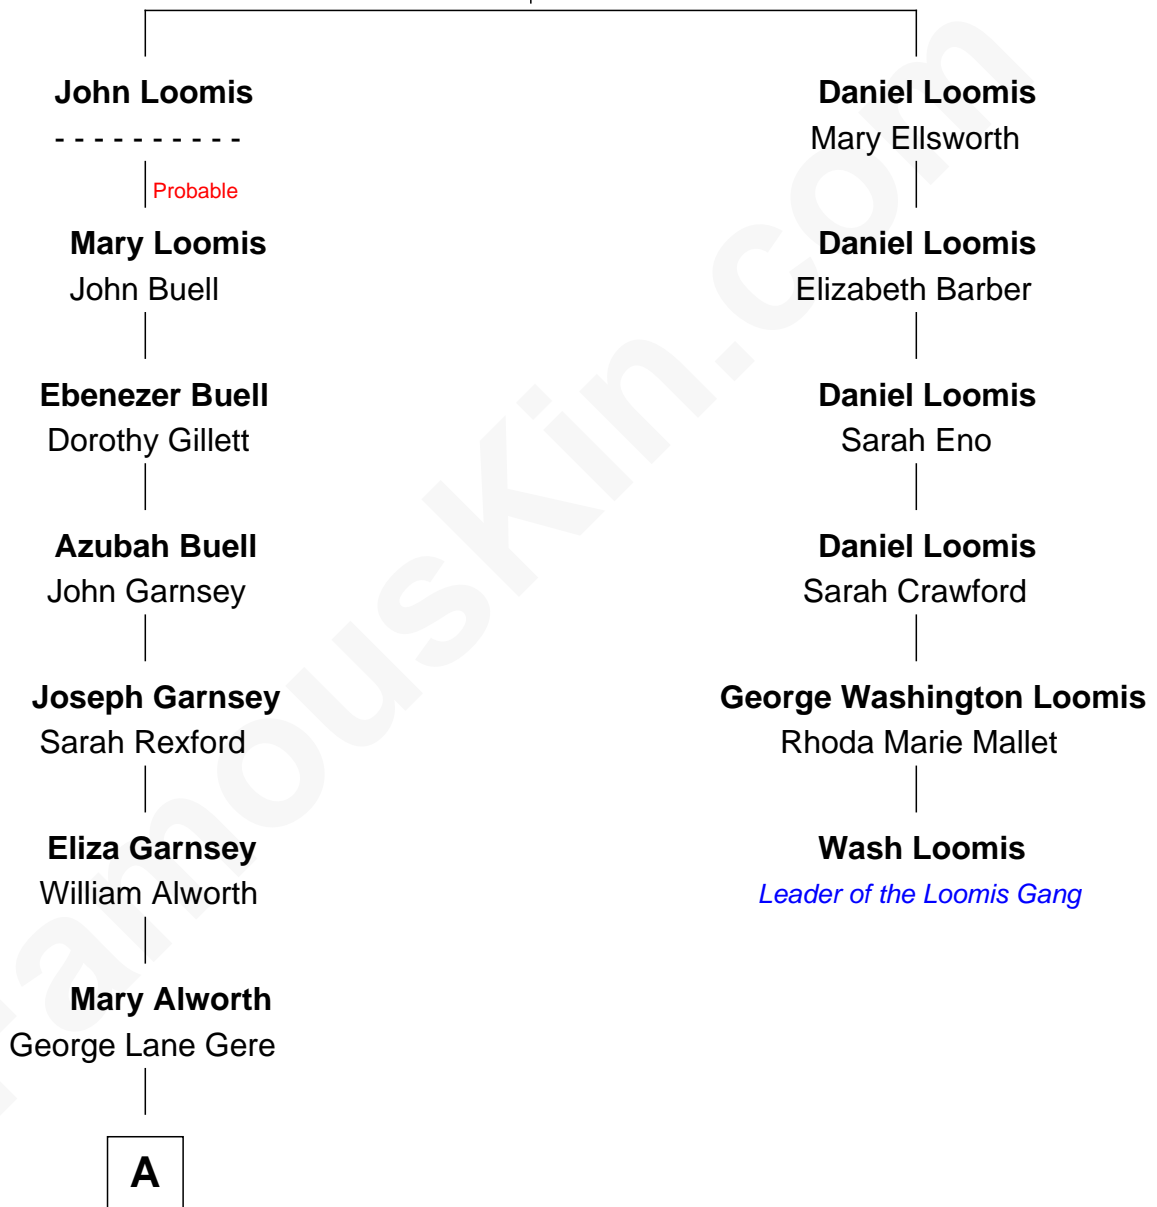 John Loomis
- - - - - - - - - -
Probable
Mary Loomis
John Buell
Ebenezer Buell
Dorothy Gillett
Azubah Buell
John Garnsey
Joseph Garnsey
Sarah Rexford
Eliza Garnsey
William Alworth
Mary Alworth
George Lane Gere
A
Daniel Loomis
Mary Ellsworth
Daniel Loomis
Elizabeth Barber
Daniel Loomis
Sarah Eno
Daniel Loomis
Sarah Crawford
George Washington Loomis
Rhoda Marie Mallet
Wash Loomis
Leader of the Loomis Gang
FamousKin.com